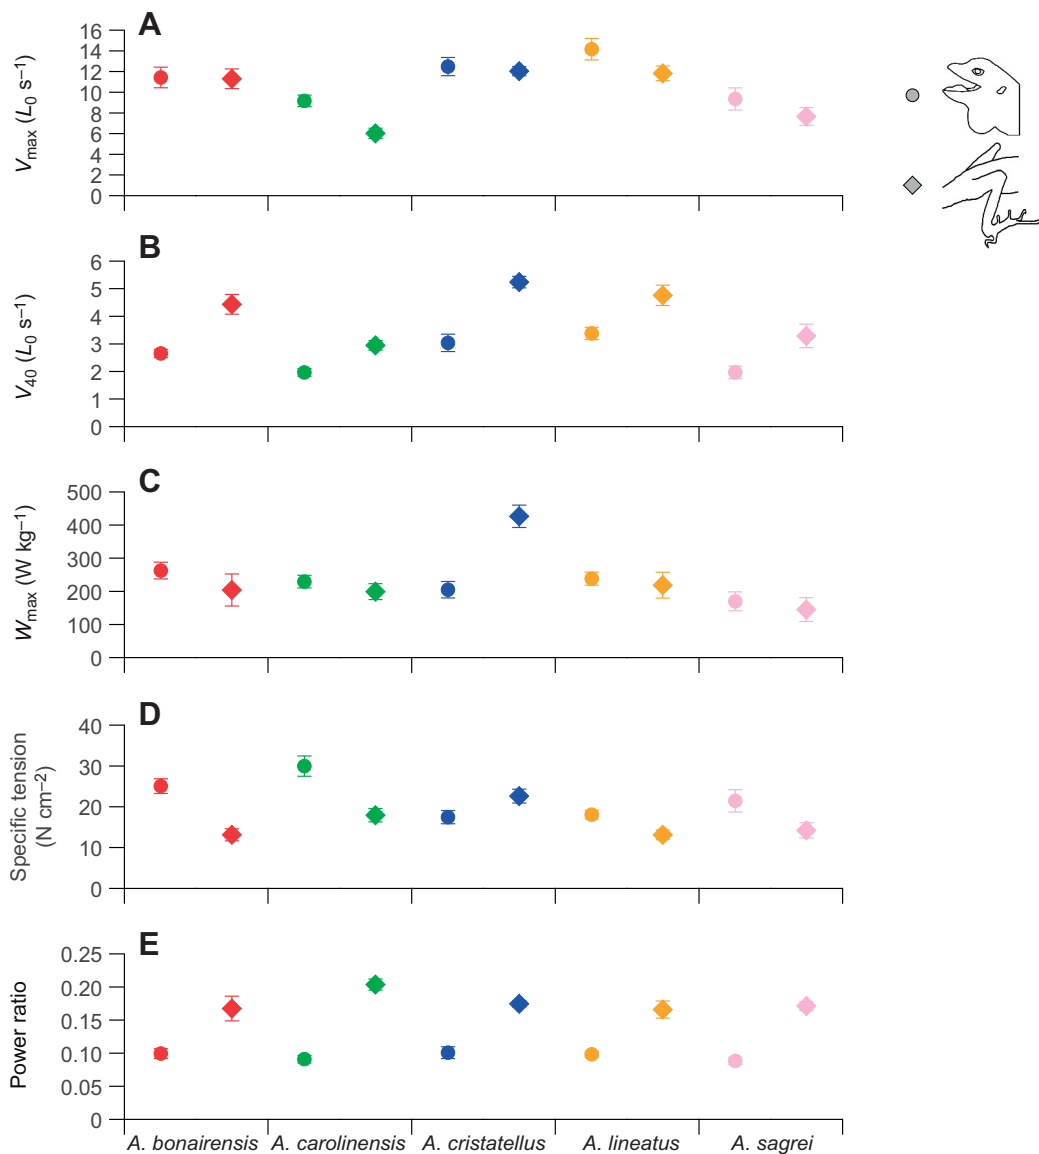 A
16
14
12
10
8
6
4
2
0
Vmax (L0 s–1)
B
6
5
4
3
2
1
0
V40 (L0 s–1)
C
500
400
300
200
100
0
Wmax (W kg–1)
D
40
30
20
10
0
Specific tension
(N cm–2)
E
0.25
0.20
0.15
0.10
0.05
0
Power ratio
A. bonairensis A. carolinensis A. cristatellus A. lineatus A. sagrei